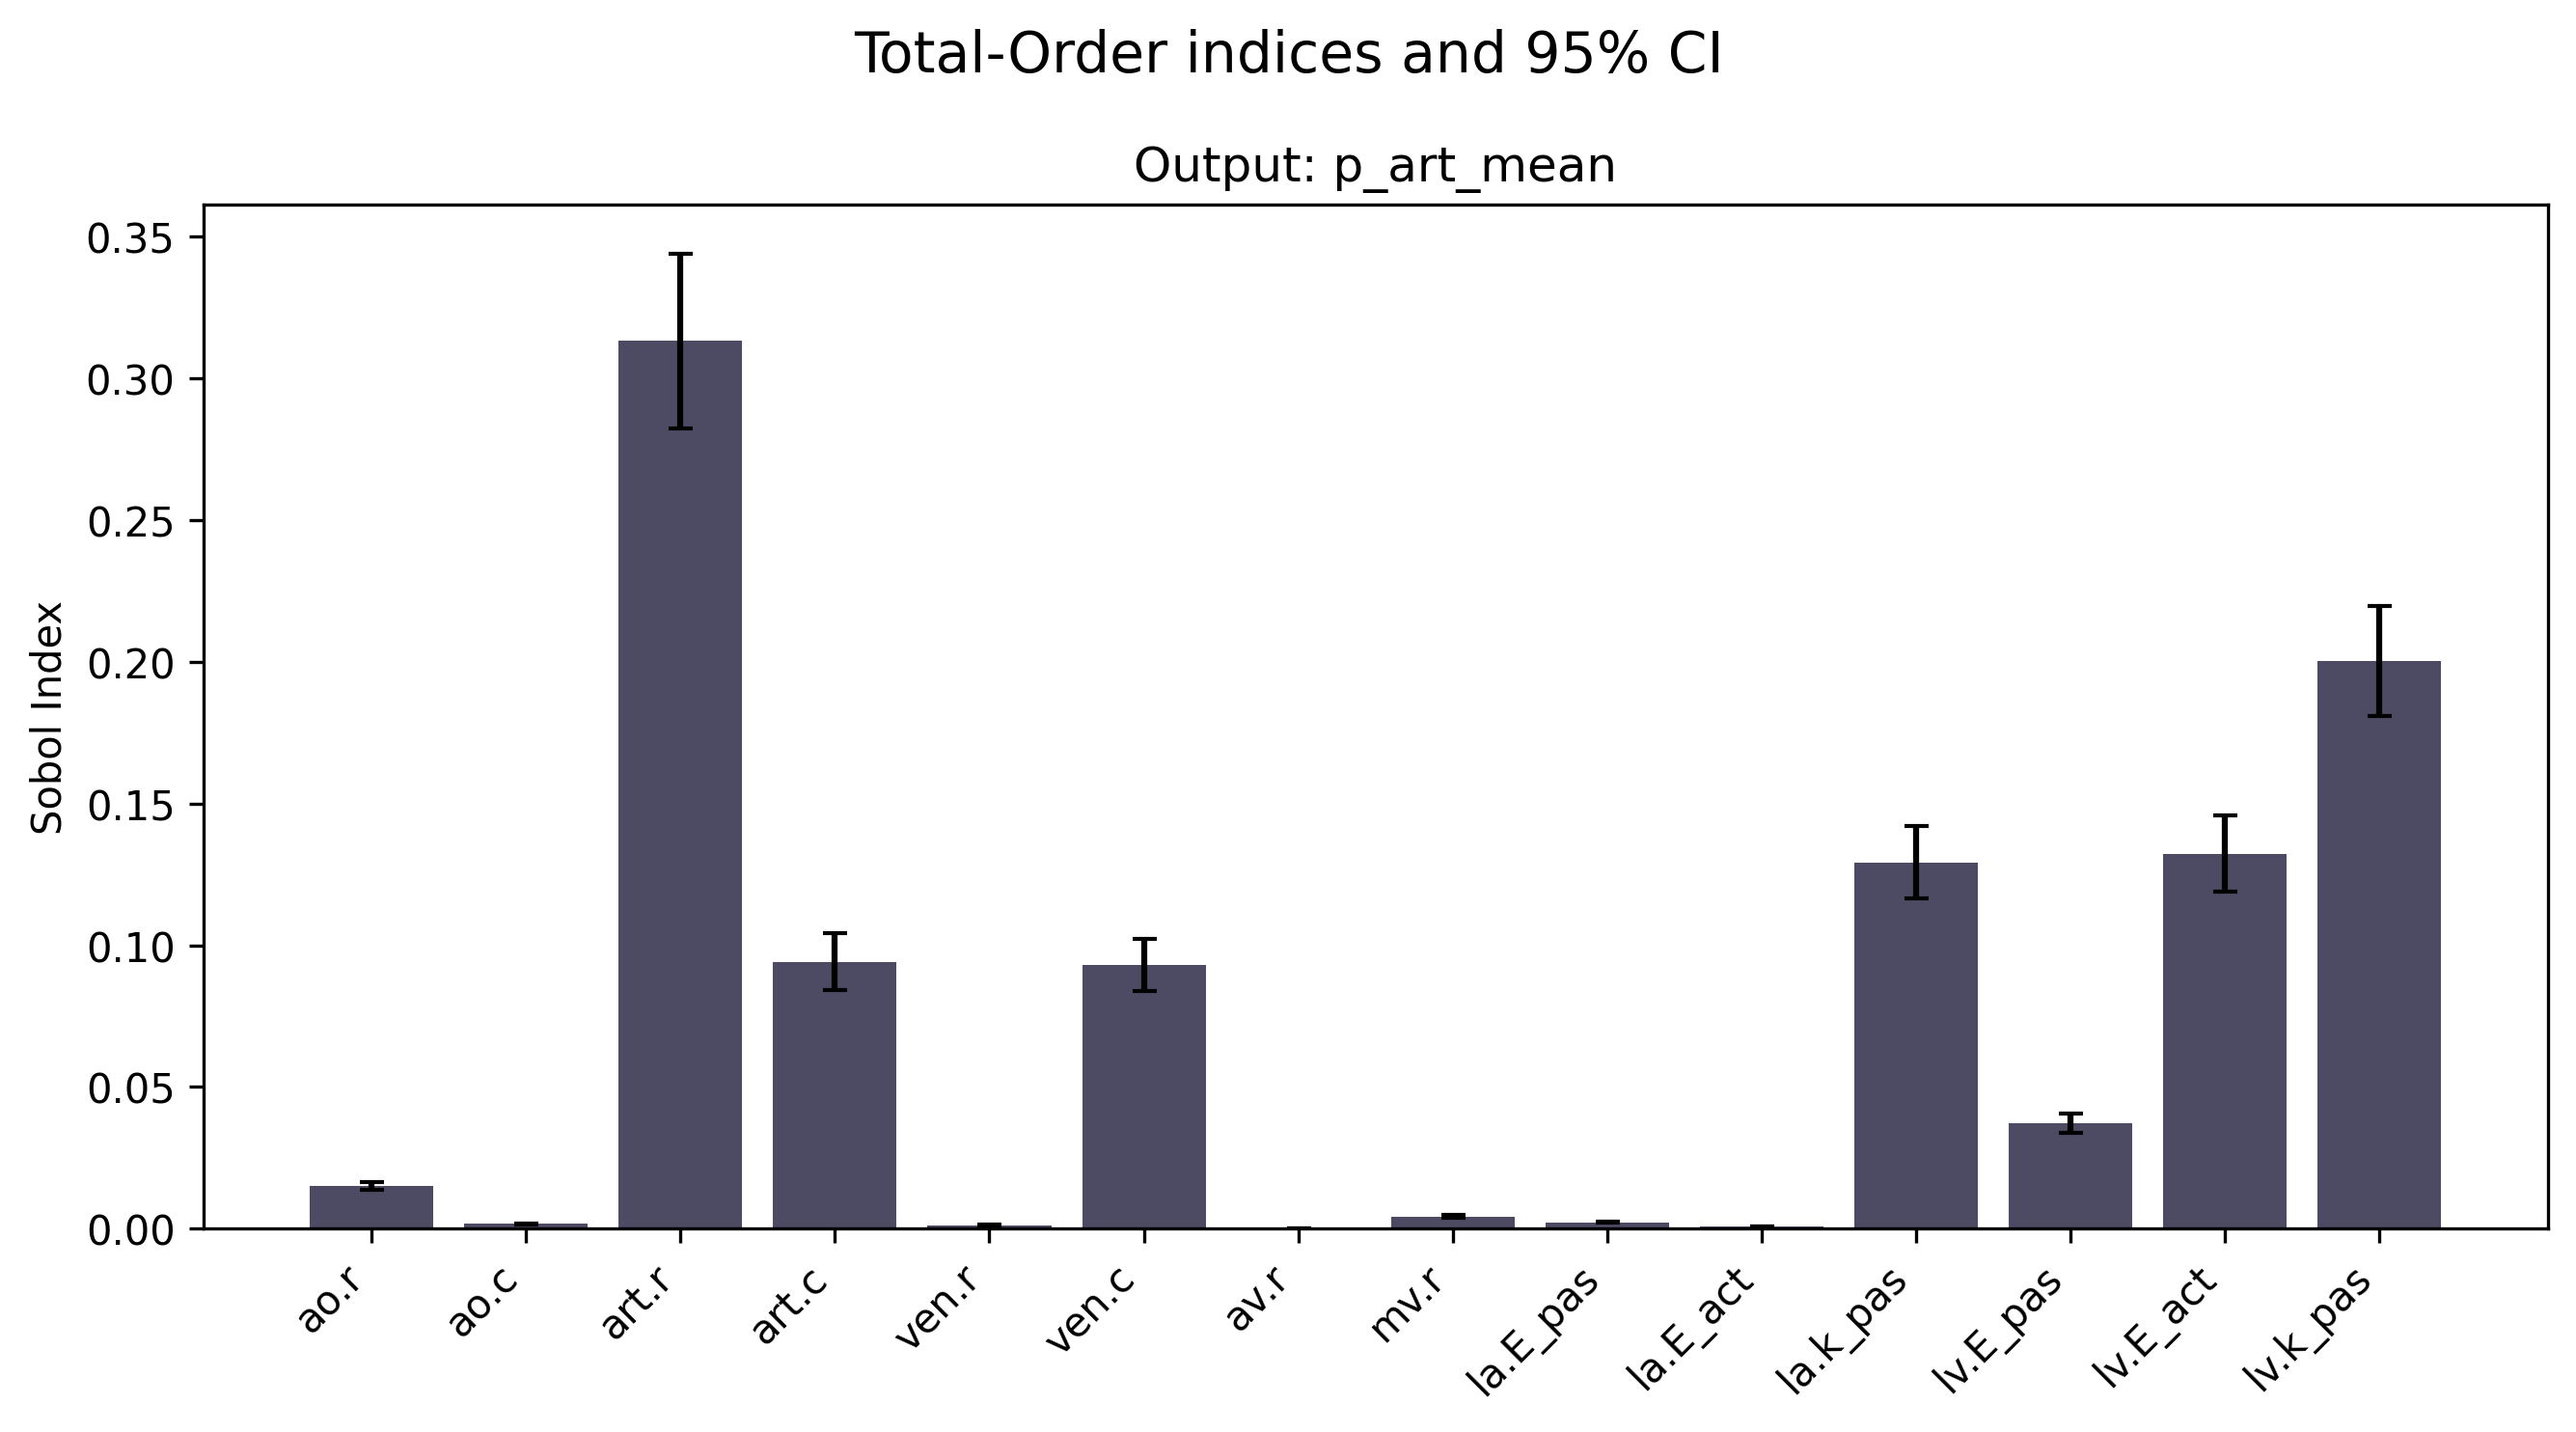 Total-Order indices and 95% CI
Output: p_art_mean
Sobol Index
0.35
0.30
0.25
0.20
0.15
0.10
0.05
0.00
ao.r
ao.c
art.r
art.c
ven.r
ven.c
av.r
mv.r
la.E_pas
la.E_act
la.k_pas
lv.E_pas
lv.E_act
lv.k_pas